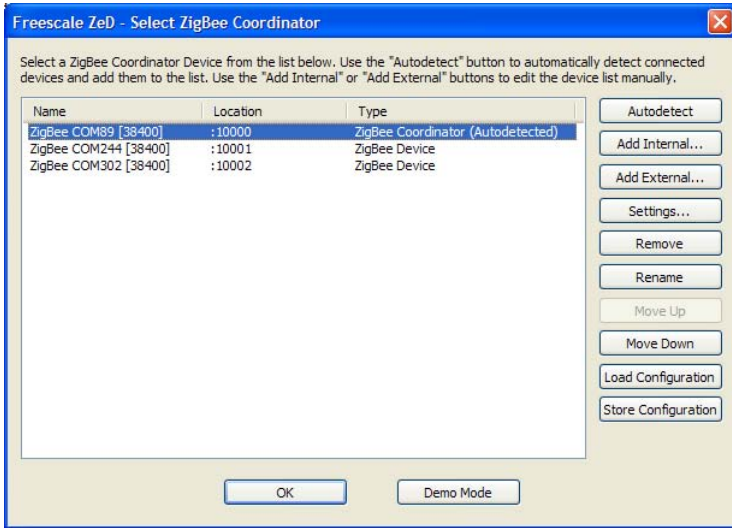 Freescale ZeD - Select ZigBee Coordinator
Select a ZigBee Coordinator Device from the list below. Use the "Autodetect" button to automatically detect connected
devices and add them to the list. Use the "Add Internal" or "Add External" buttons to edit the device list manually.
Name Location Type
ZigBee COM89 [38400] :10000 ZigBee Coordinator (Autodetected)
ZigBee COM244 [38400] :10001 ZigBee Device
ZigBee COM302 [38400] :10002 ZigBee Device
Autodetect
Add Internal...
Add External...
Settings...
Remove
Rename
Move Up
Move Down
Load Configuration
Store Configuration
OK Demo Mode